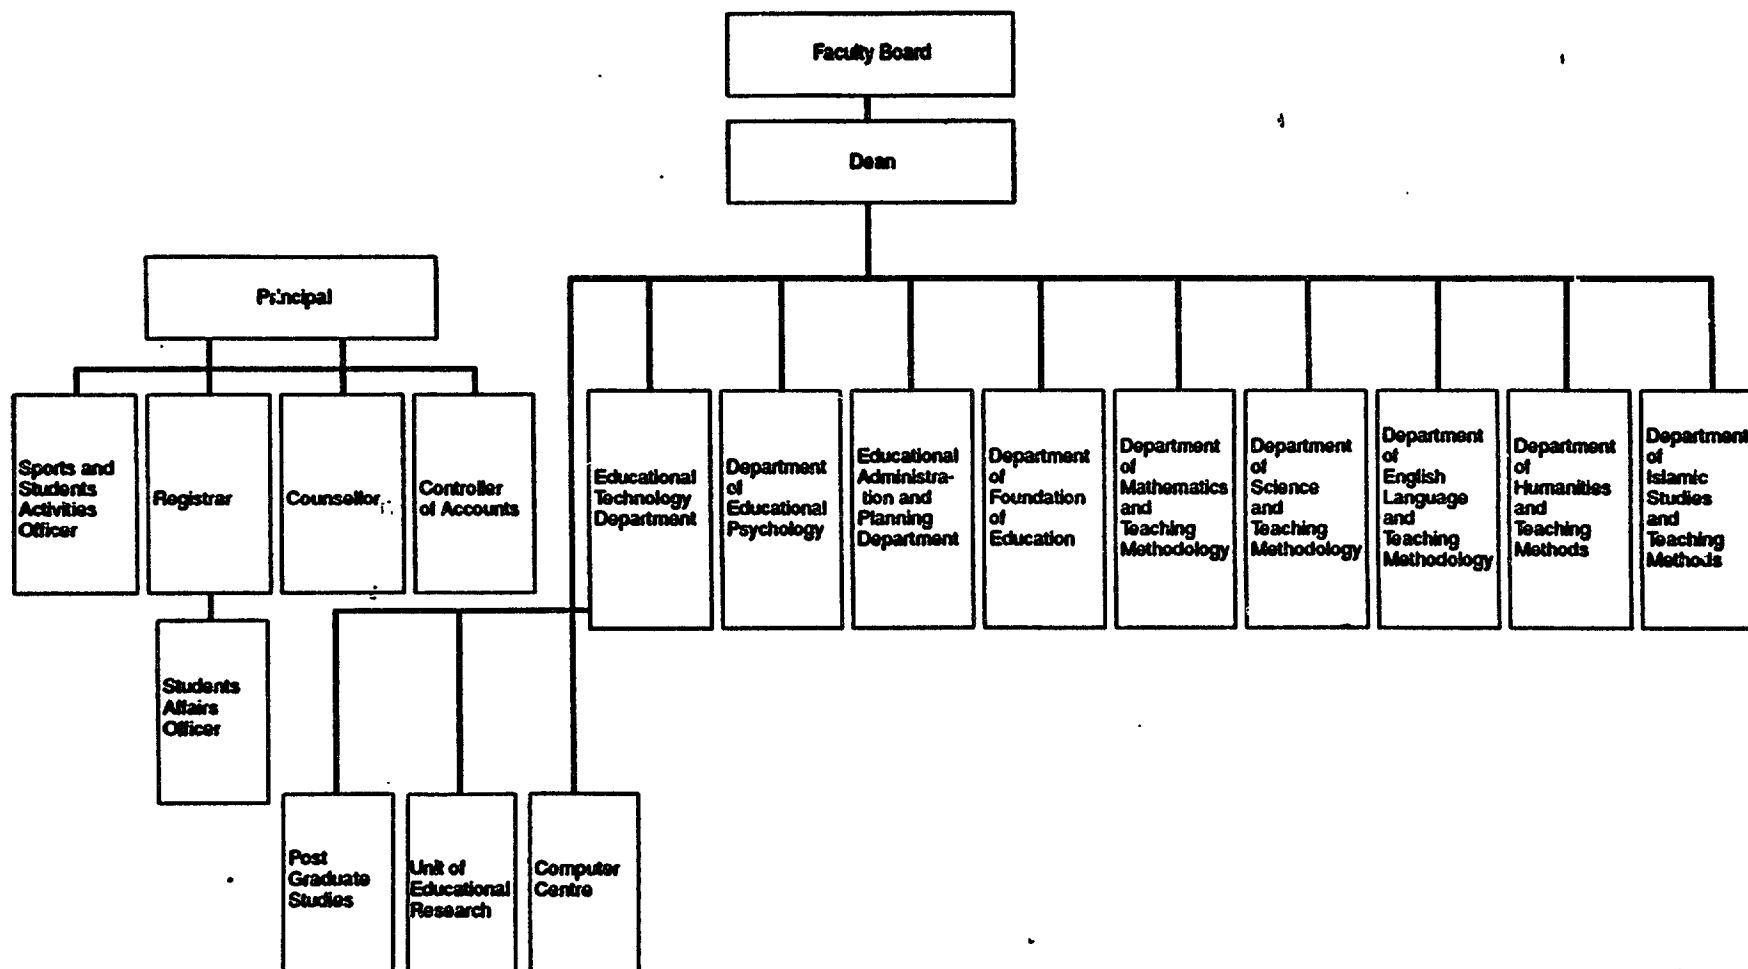 Faculty Board
Dean
Principal
Sports and
Students
Activities
Officer
Registrar
Counsellor
Controller
of Accounts
Educational
Technology
Department
Department
of
Educational
Psychology
Educational
Administra-
tion and
Planning
Department
Department
of
Foundation
of
Education
Department
of
Mathematics
and
Teaching
Methodology
Department
of
Science
and
Teaching
Methodology
Department
of
English
Language
and
Teaching
Methodology
Department
of
Humanities
and
Teaching
Methods
Department
of
Islamic
Studies
and
Teaching
Methods
Students
Affairs
Officer
Post
Graduate
Studies
Unit of
Educational
Research
Computer
Centre